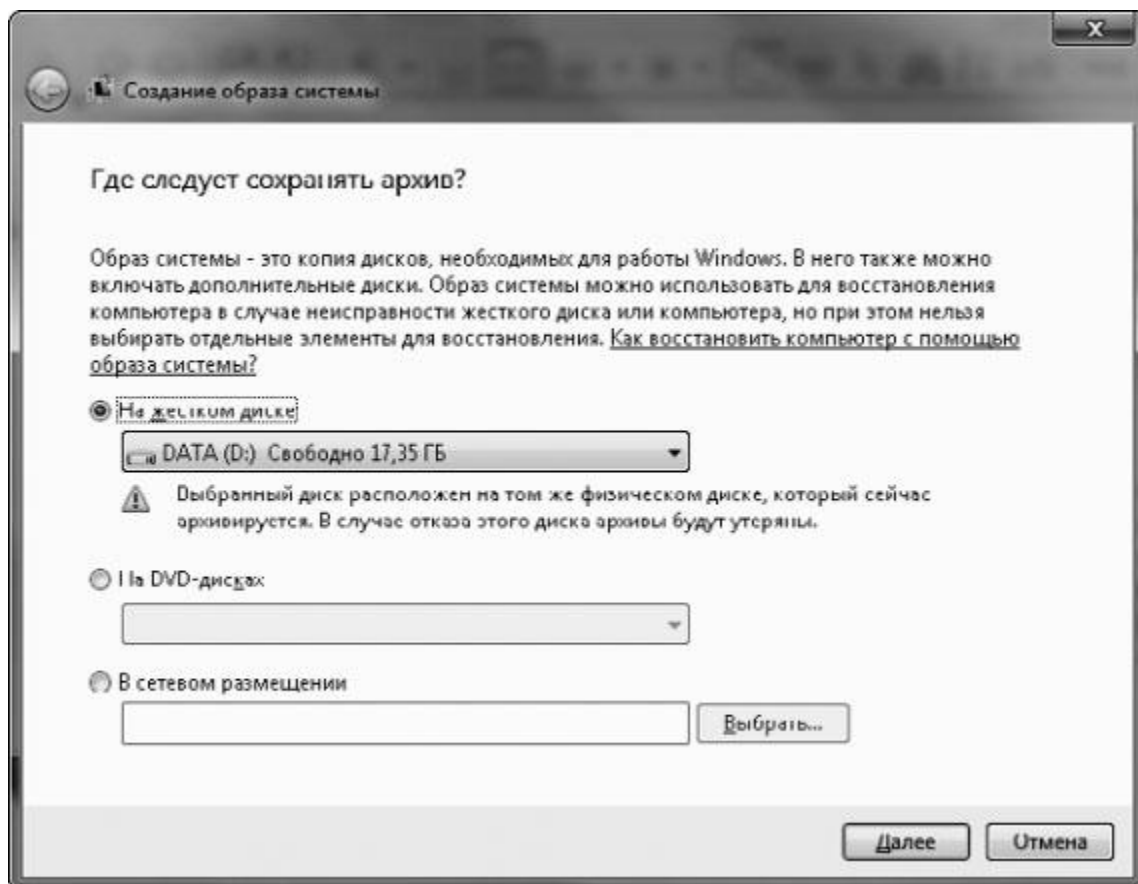 Создание образа системы
Где следует сохранять архив?
Образ системы - это копия дисков, необходимых для работы Windows. В него также можно
включать дополнительные диски. Образ системы можно использовать для восстановления
компьютера в случае неисправности жесткого диска или компьютера, но при этом нельзя
выбирать отдельные элементы для восстановления. Как восстановить компьютер с помощью
образа системы?
На жестком диске
DATA (D:) Свободно 17,35 ГБ
Выбранный диск расположен на том же физическом диске, который сейчас
архивируется. В случае отказа этого диска архивы будут утеряны.
На DVD-дисках
В сетевом размещении
Выбрать...
Далее Отмена